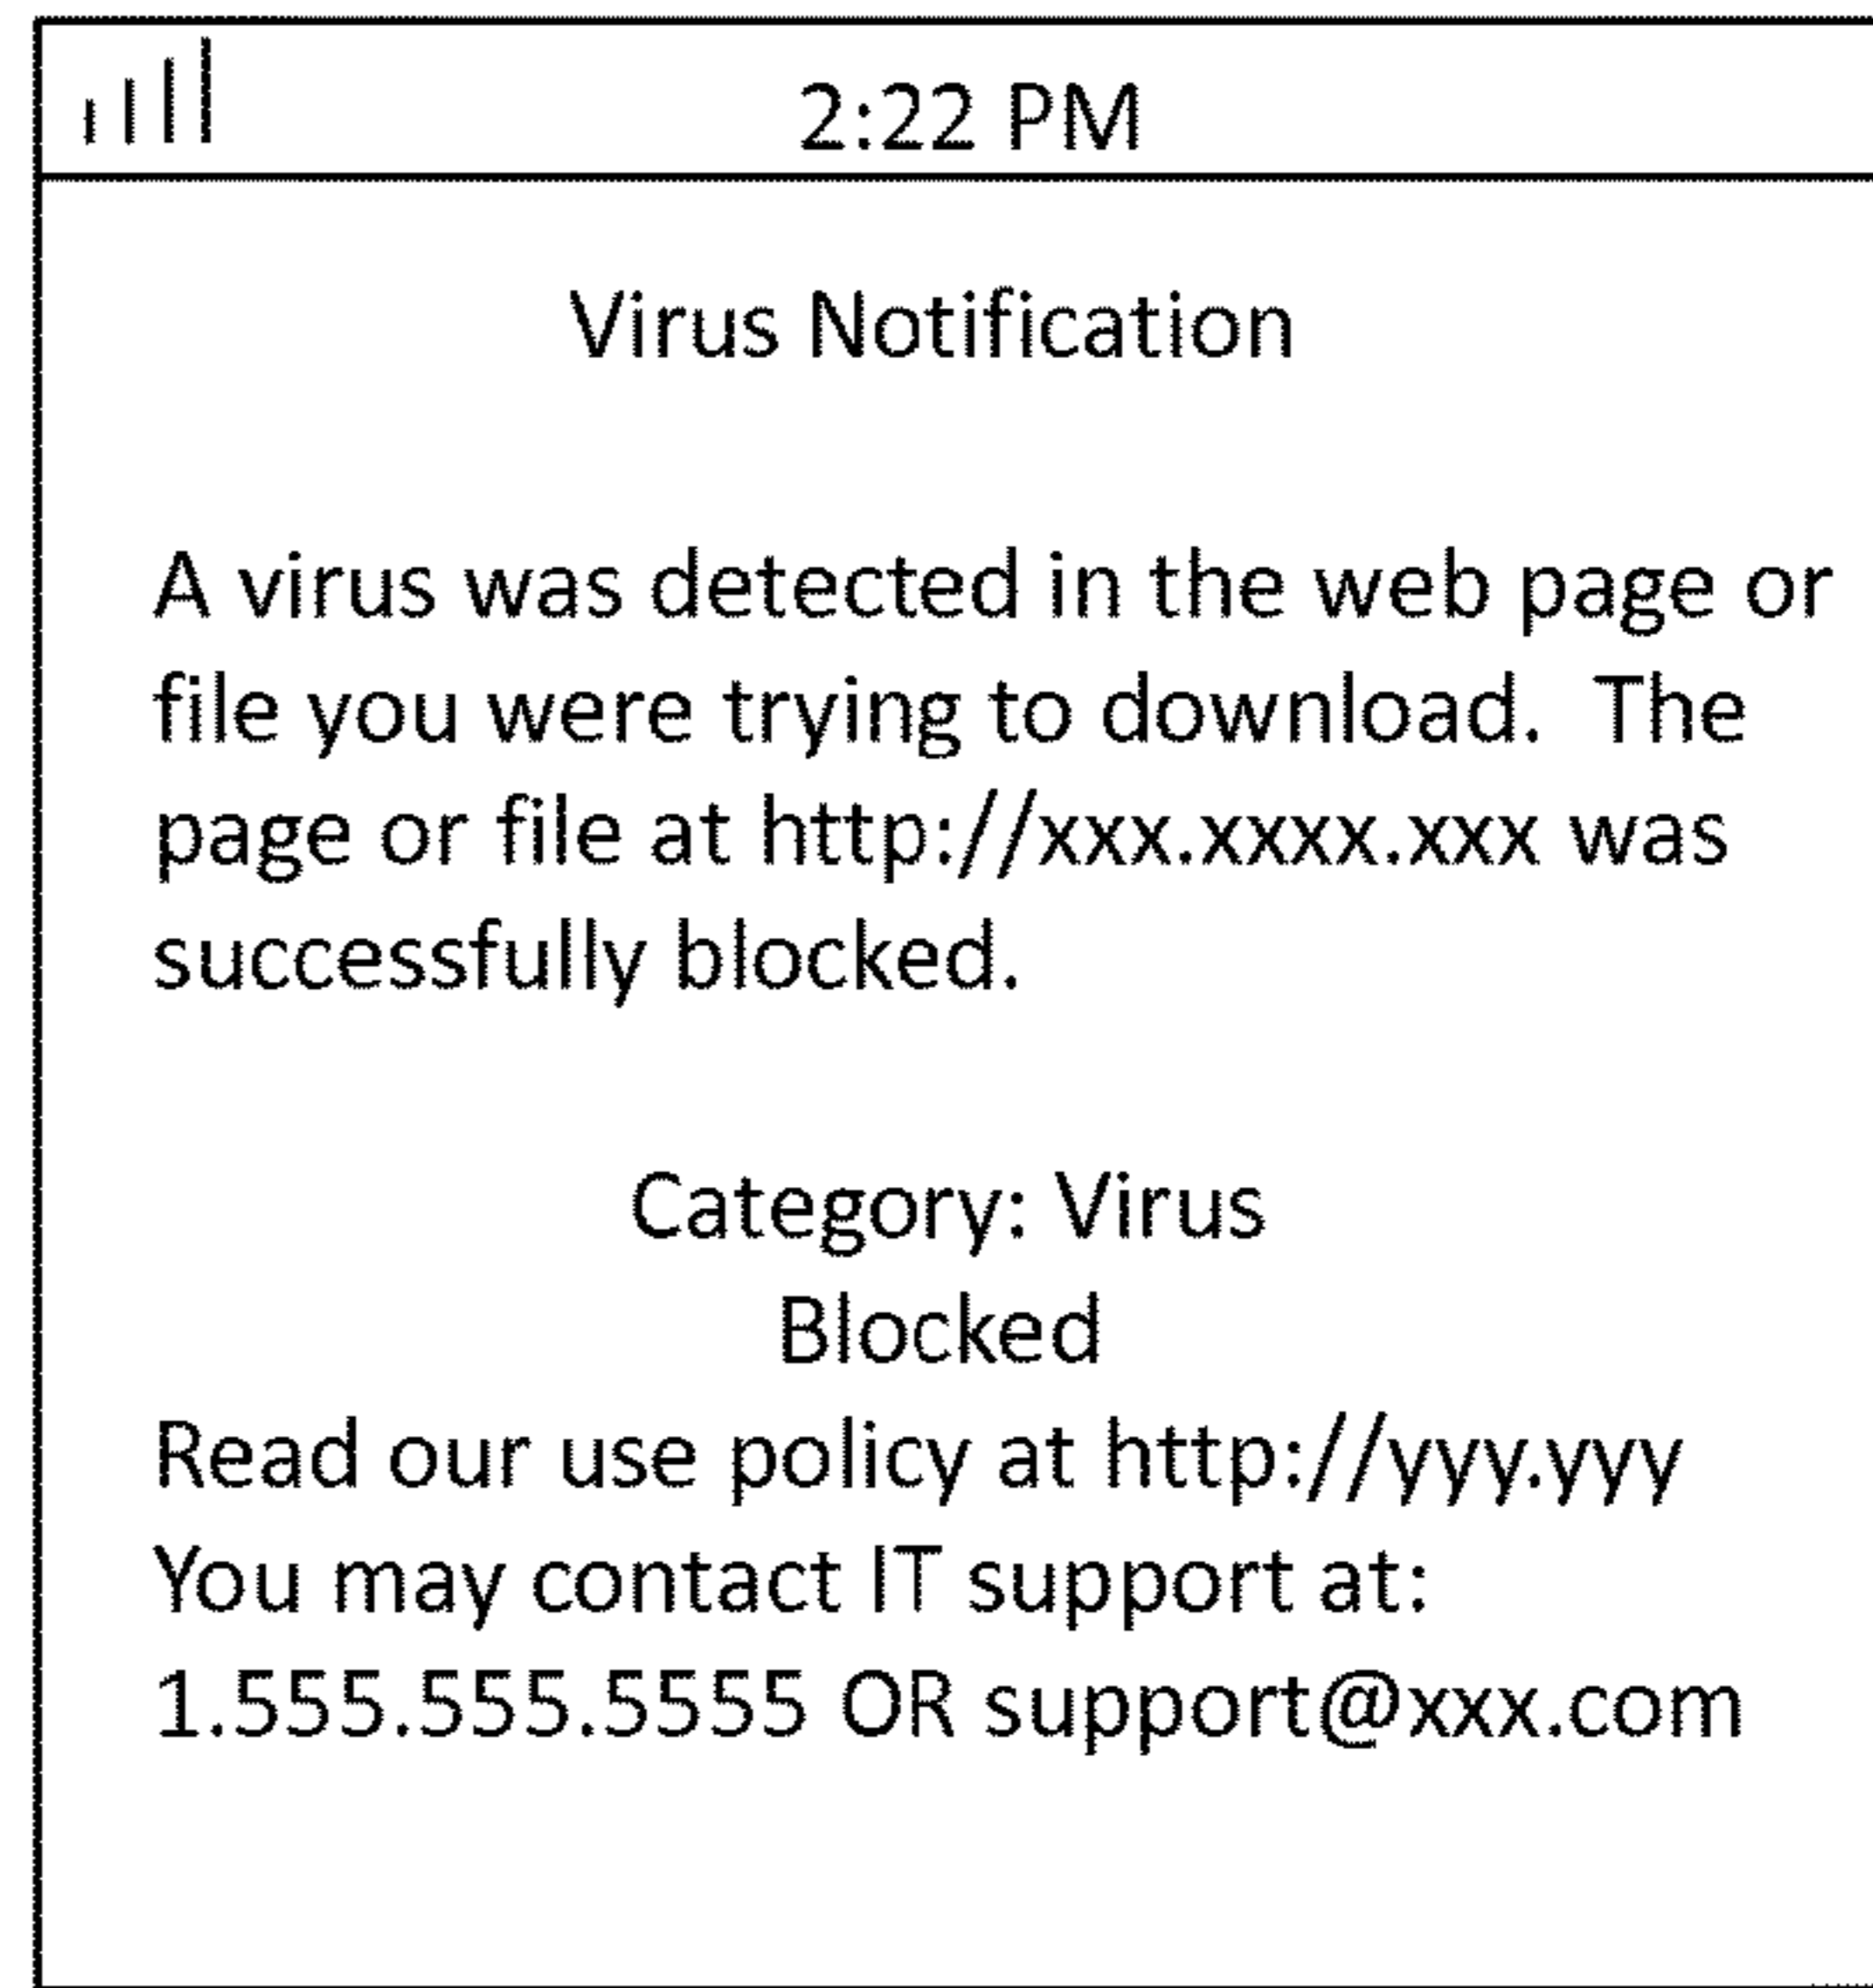 2:22 PM
Virus Notification
A virus was detected in the web page or
file you were trying to download.  The
page or file at http://xxx.xxxx.xxx was
successfully blocked.
Category: Virus
Blocked
Read our use policy at http://yyy.yyy
You may contact IT support at:
1.555.555.5555 OR support@xxx.com